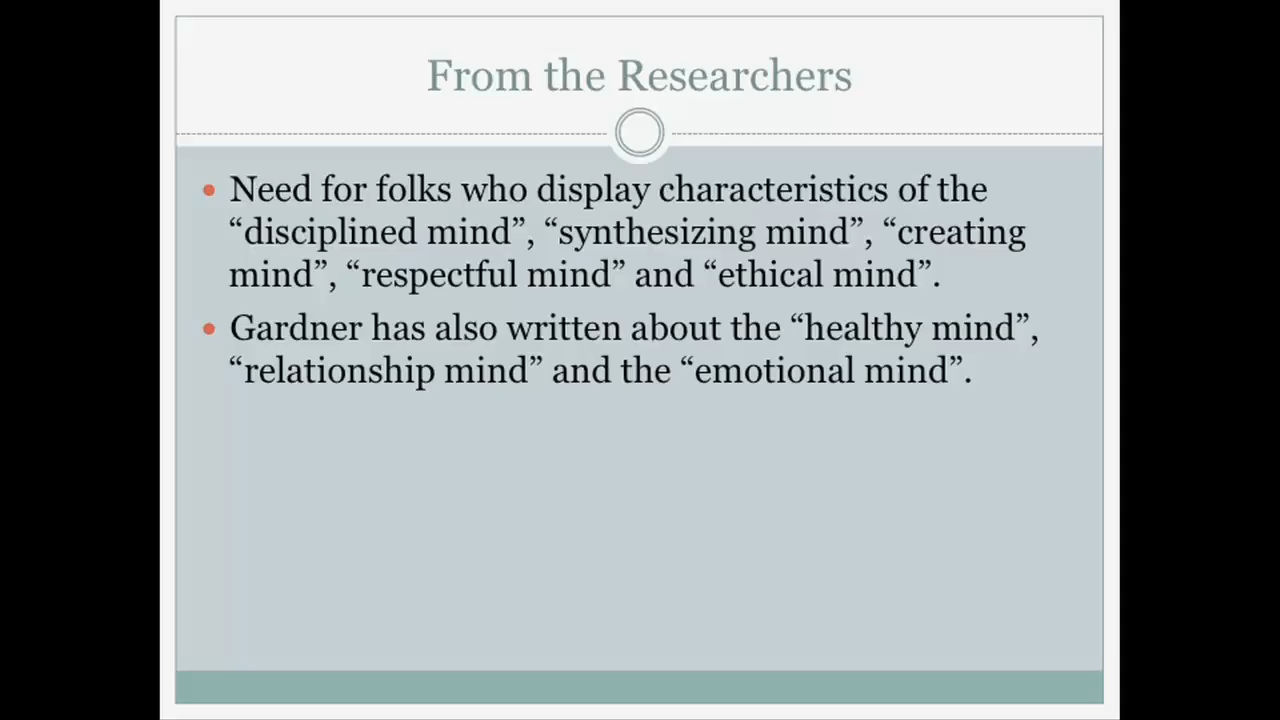 From the Researchers
• Need for folks who display characteristics of the
“disciplined mind”, “synthesizing mind”, “creating
mind”, “respectful mind” and “ethical mind”.
• Gardner has also written about the “healthy mind”,
“relationship mind” and the “emotional mind”.